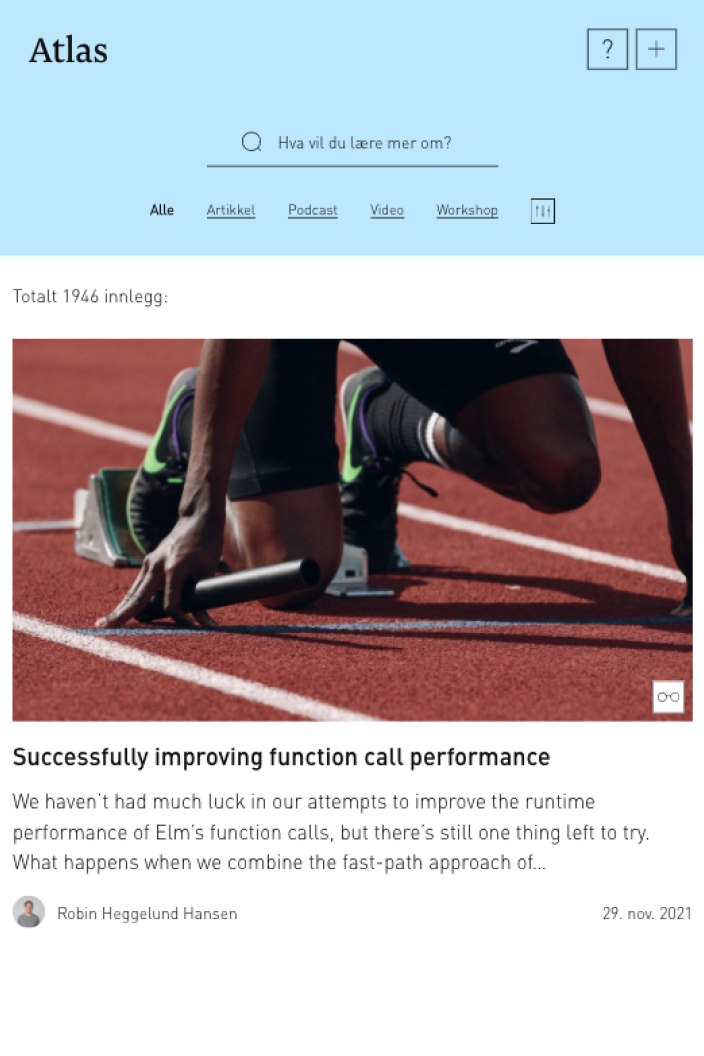 Atlas
?
+
Hva vil du lære mer om?
Alle Artikkel Podcast Video Workshop
Totalt 1946 innlegg:
Successfully improving function call performance
We haven't had much luck in our attempts to improve the runtime
performance of Elm's function calls, but there's still one thing left to try.
What happens when we combine the fast-path approach of...
Robin Heggelund Hansen 29. nov. 2021